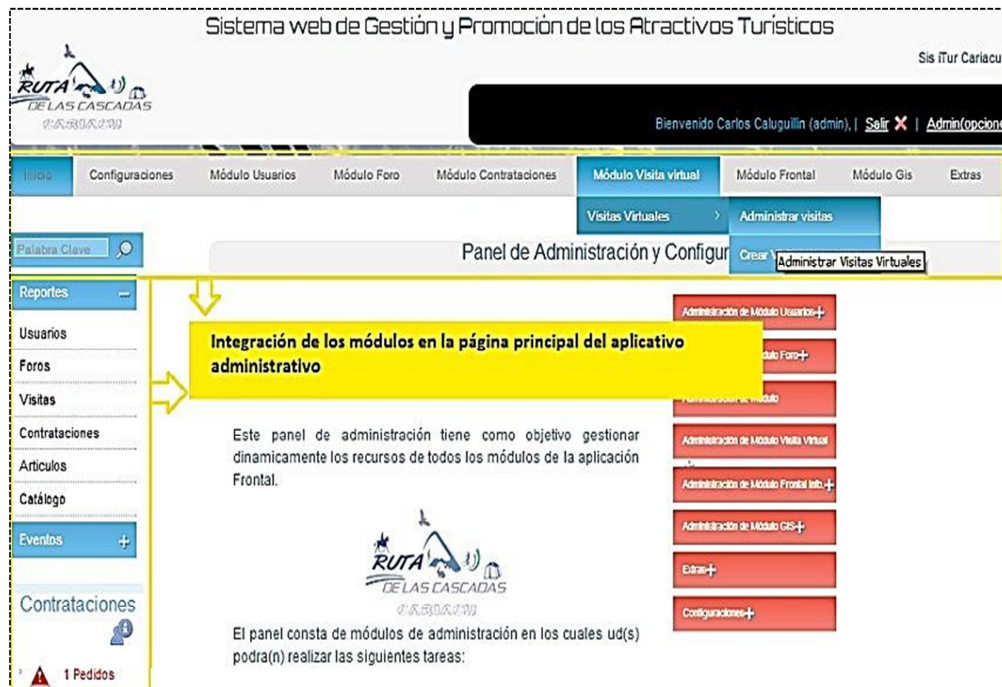 Sistema web de Gestión y Promoción de los Atractivos Turísticos
Sis iTur Cariacu
RUTA
DE LAS CASCADAS
CARIACU
Bienvenido Carlos Caluguillin (admin), | Salir | Admin(opcione
Inicio Configuraciones Módulo Usuarios Módulo Foro Módulo Contrataciones Módulo Visita virtual Módulo Frontal Módulo Gis Extras
Visitas Virtuales > Administrar visitas
Palabra Clave
Panel de Administración y Configur
Crear
Administrar Visitas Virtuales
Reportes –
Usuarios
Foros
Visitas
Contrataciones
Articulos
Catálogo
Eventos +
Contrataciones
1 Pedidos
Integración de los módulos en la página principal del aplicativo
administrativo
Este panel de administración tiene como objetivo gestionar
dinamicamente los recursos de todos los módulos de la aplicación
Frontal.
RUTA
DE LAS CASCADAS
CARIACU
El panel consta de módulos de administración en los cuales ud(s)
podra(n) realizar las siguientes tareas:
Administración de Módulo Usuarios+
dulo Foro+
Administración de Módulo
Administración de Módulo Visita Virtual
Administración de Módulo Frontal Info.+
Administración de Módulo GIS+
Extras+
Configuraciones+